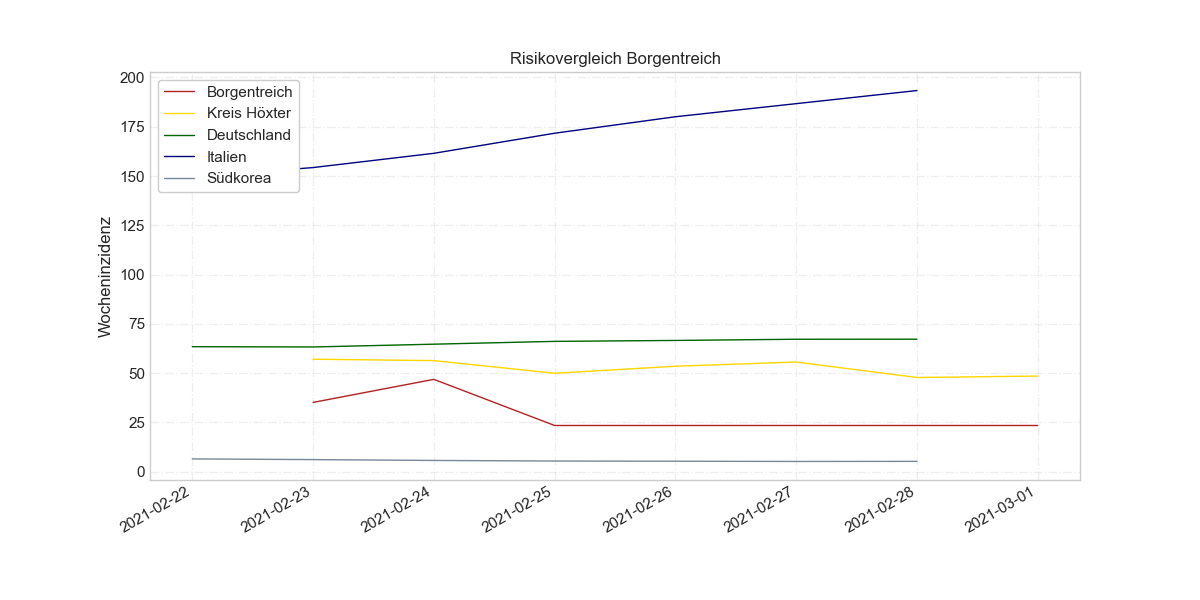 Risikovergleich Borgentreich
Wocheninzidenz
200
175
150
125
100
75
50
25
0
Borgentreich
Kreis Höxter
Deutschland
Italien
Südkorea
2021-02-22
2021-02-23
2021-02-24
2021-02-25
2021-02-26
2021-02-27
2021-02-28
2021-03-01